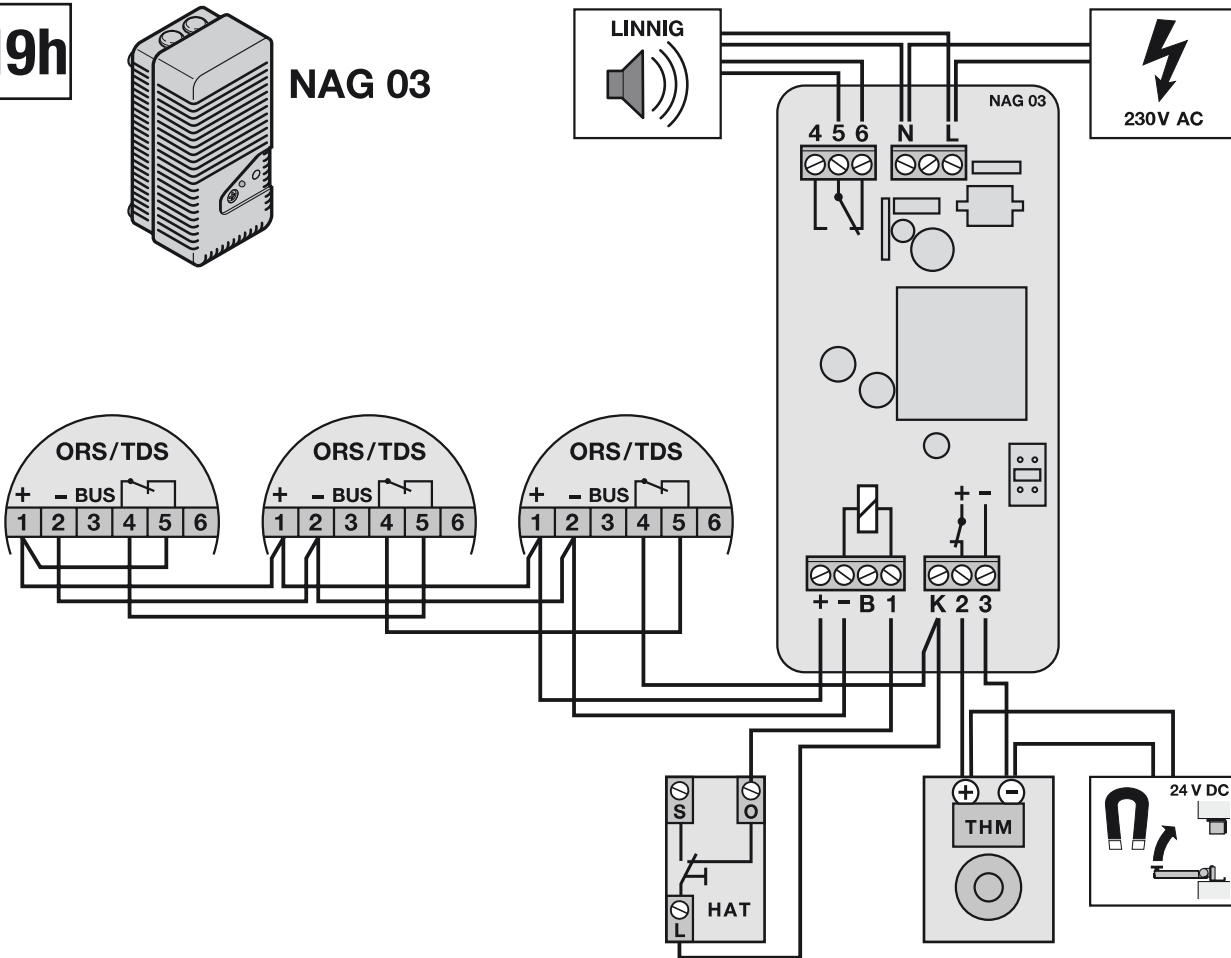 19h
NAG 03
LINNIG
230V AC
NAG 03
4 5 6 N L
ORS/TDS
+ – BUS
1 2 3 4 5 6
ORS/TDS
+ – BUS
1 2 3 4 5 6
ORS/TDS
+ – BUS
1 2 3 4 5 6
+ –
+ – B 1 K 2 3
S O
L
HAT
+ –
THM
24 V DC